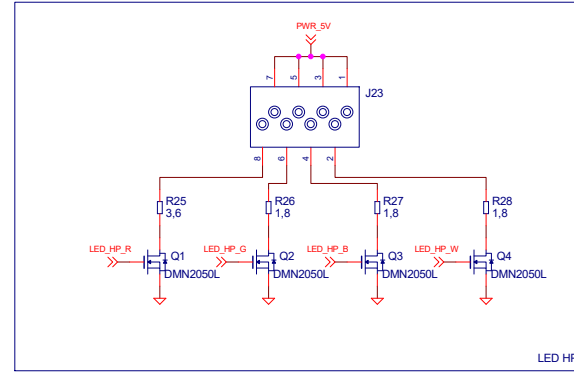 PWR_5V
7 5 3 1
J23
8 6 4 2
R25 R26 R27 R28
3,6 1,8 1,8 1,8
LED_HP_R LED_HP_G LED_HP_B LED_HP_W
Q1 Q2 Q3 Q4
DMN2050L DMN2050L DMN2050L DMN2050L
LED HP